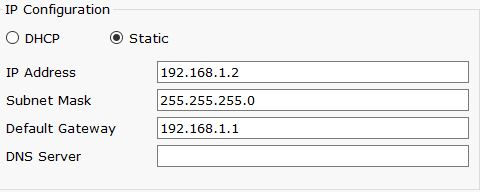 IP Configuration
DHCP Static
IP Address 192.168.1.2
Subnet Mask 255.255.255.0
Default Gateway 192.168.1.1
DNS Server